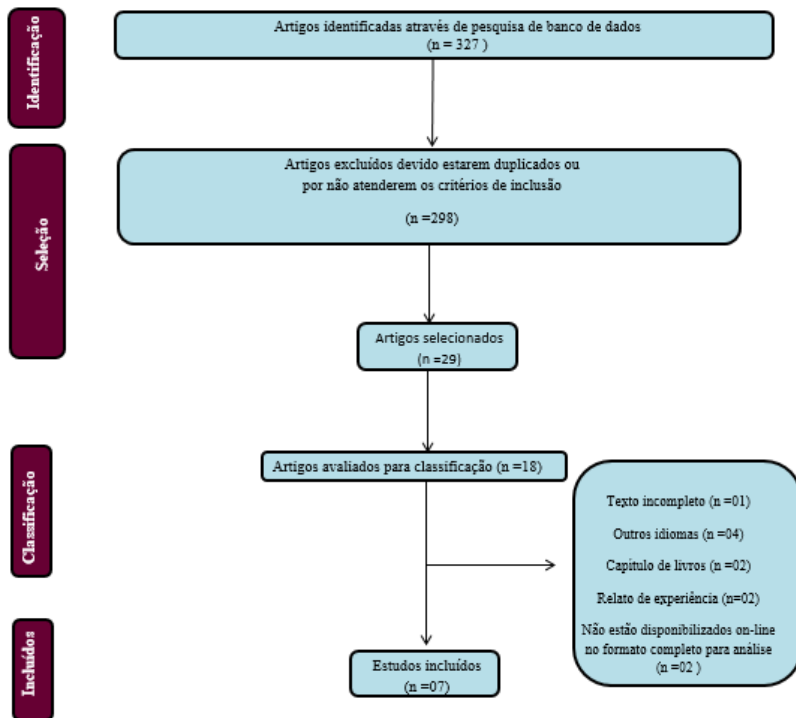 Identificação
Artigos identificadas através de pesquisa de banco de dados
(n = 327 )
Seleção
Artigos excluídos devido estarem duplicados ou
por não atenderem os critérios de inclusão
(n =298)
Artigos selecionados
(n =29)
Classificação
Artigos avaliados para classificação (n =18)
Texto incompleto (n =01)
Outros idiomas (n =04)
Capitulo de livros (n =02)
Relato de experiência (n=02)
Não estão disponibilizados on-line
no formato completo para análise
(n =02 )
Incluídos
Estudos incluídos
(n =07)